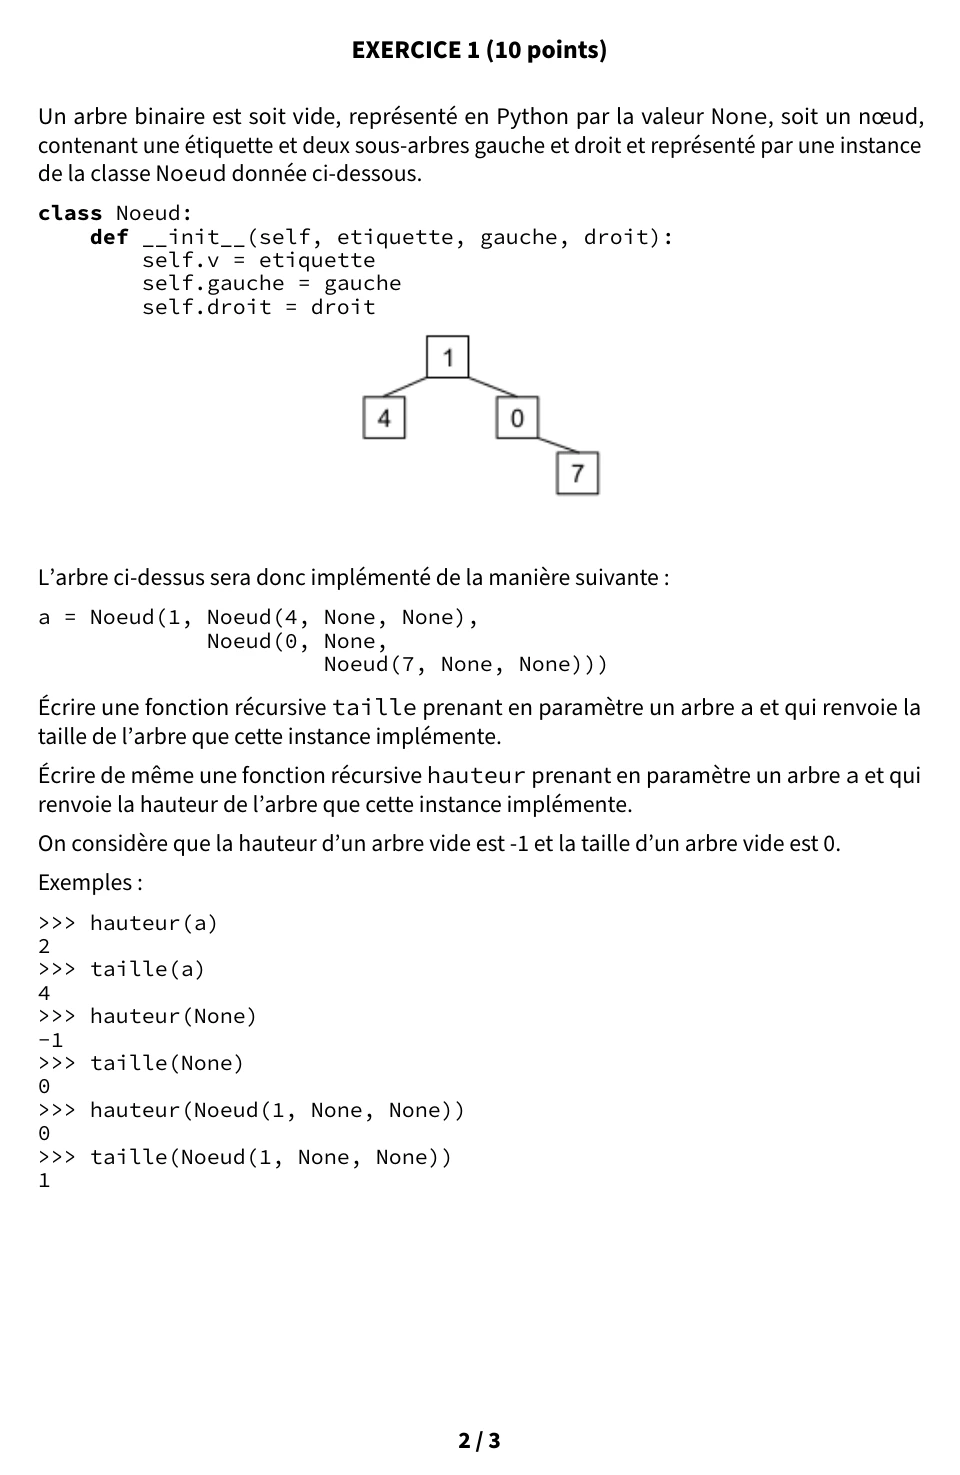 EXERCICE 1 (10 points)
Un arbre binaire est soit vide, représenté en Python par la valeur None, soit un nœud,
contenant une étiquette et deux sous-arbres gauche et droit et représenté par une instance
de la classe Noeud donnée ci-dessous.
class Noeud:
    def __init__(self, etiquette, gauche, droit):
        self.v = etiquette
        self.gauche = gauche
        self.droit = droit
1
4 0
7
L’arbre ci-dessus sera donc implémenté de la manière suivante :
a = Noeud(1, Noeud(4, None, None),
             Noeud(0, None,
                      Noeud(7, None, None)))
Écrire une fonction récursive taille prenant en paramètre un arbre a et qui renvoie la
taille de l’arbre que cette instance implémente.
Écrire de même une fonction récursive hauteur prenant en paramètre un arbre a et qui
renvoie la hauteur de l’arbre que cette instance implémente.
On considère que la hauteur d’un arbre vide est -1 et la taille d’un arbre vide est 0.
Exemples :
>>> hauteur(a)
2
>>> taille(a)
4
>>> hauteur(None)
-1
>>> taille(None)
0
>>> hauteur(Noeud(1, None, None))
0
>>> taille(Noeud(1, None, None))
1
2 / 3